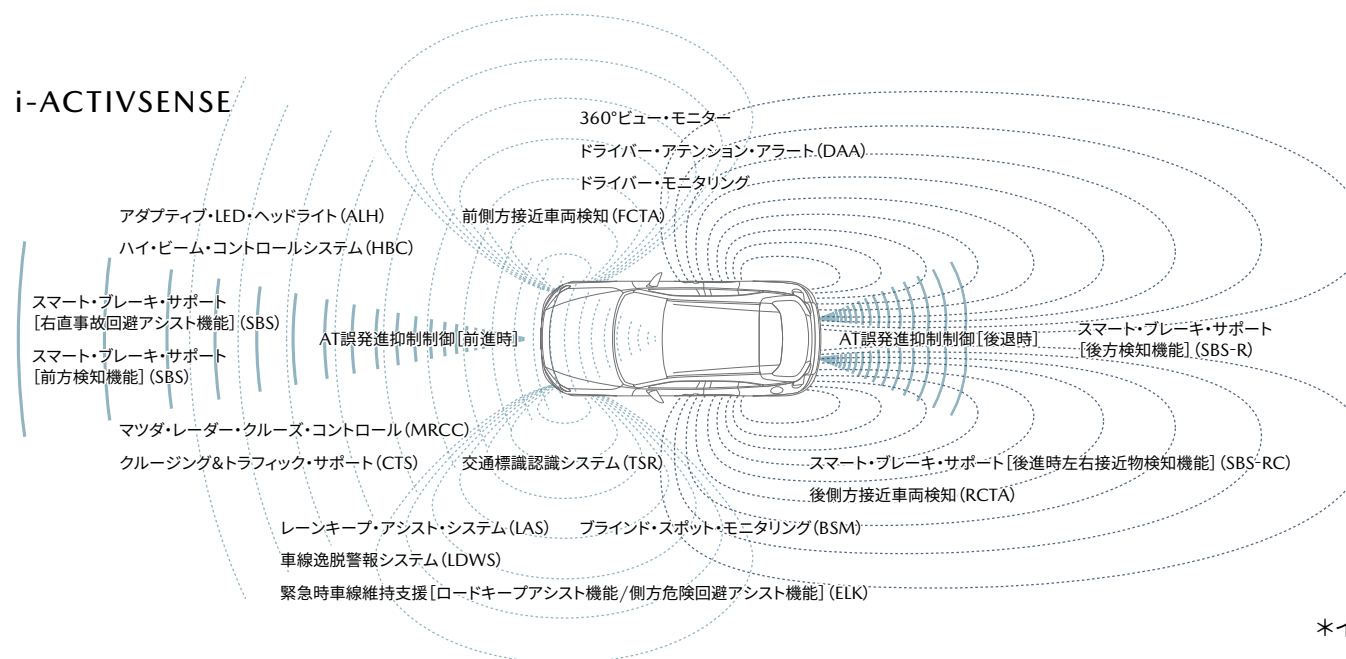 i-ACTIVSENSE
360°ビュー・モニター
ドライバー・アテンション・アラート(DAA)
ドライバー・モニタリング
アダプティブ・LED・ヘッドライト(ALH)
前側方接近車両検知(FCTA)
ハイ・ビーム・コントロールシステム(HBC)
スマート・ブレーキ・サポート
[右直事故回避アシスト機能](SBS)
スマート・ブレーキ・サポート
[前方検知機能](SBS)
AT誤発進抑制制御[前進時]
AT誤発進抑制制御[後退時]
スマート・ブレーキ・サポート
[後方検知機能](SBS-R)
マツダ・レーダー・クルーズ・コントロール(MRCC)
クルージング&トラフィック・サポート(CTS)
交通標識認識システム(TSR)
スマート・ブレーキ・サポート[後進時左右接近物検知機能](SBS-RC)
後側方接近車両検知(RCTA)
レーンキープ・アシスト・システム(LAS)
ブラインド・スポット・モニタリング(BSM)
車線逸脱警報システム(LDWS)
緊急時車線維持支援[ロードキープアシスト機能/側方危険回避アシスト機能](ELK)